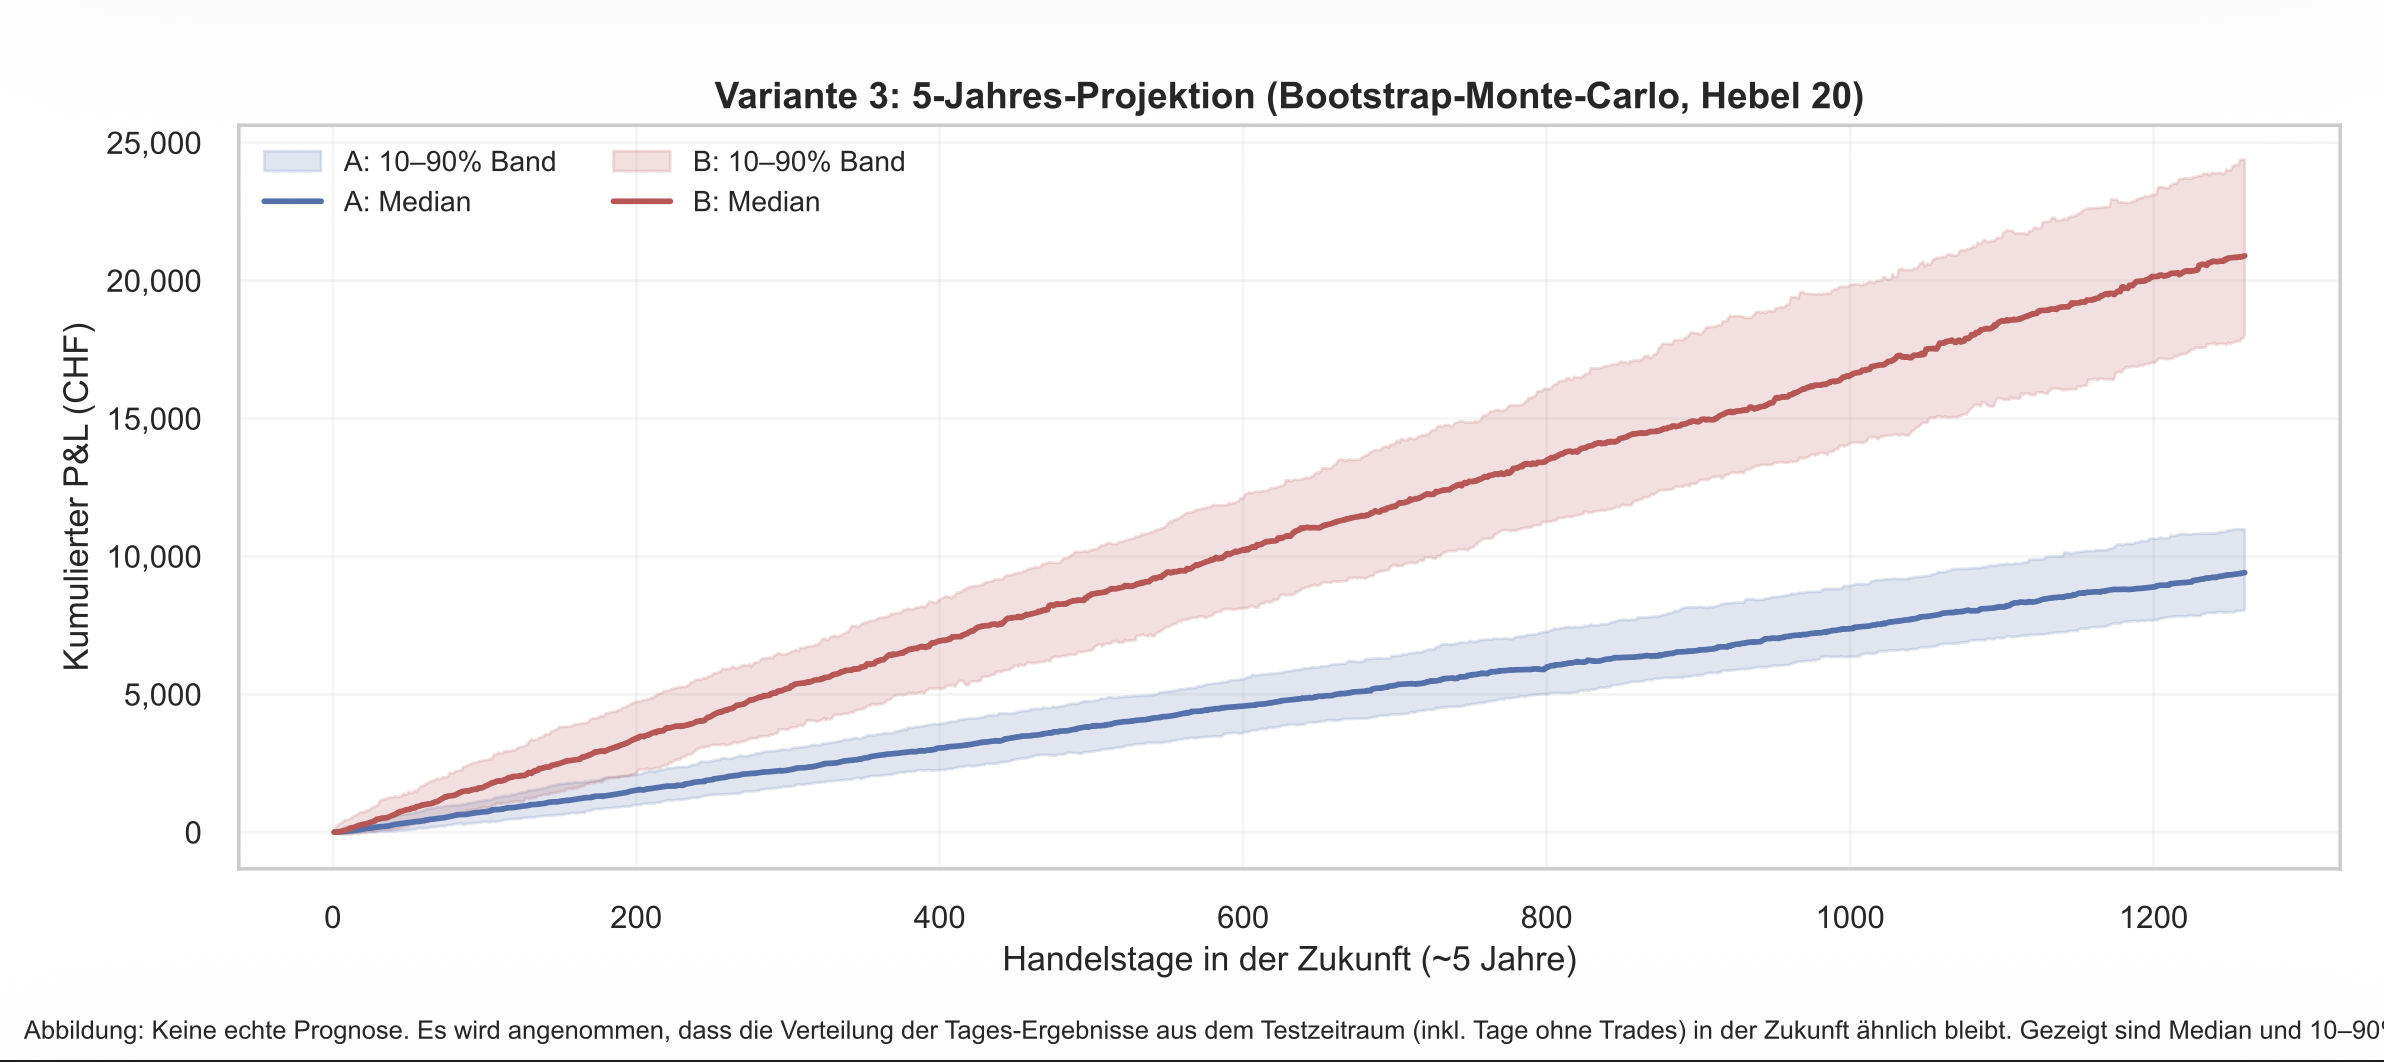 Variante 3: 5-Jahres-Projektion (Bootstrap-Monte-Carlo, Hebel 20)
25,000
20,000
15,000
10,000
5,000
0
Kumulierter P&L (CHF)
A: 10–90% Band
A: Median
B: 10–90% Band
B: Median
0 200 400 600 800 1000 1200
Handelstage in der Zukunft (~5 Jahre)
Abbildung: Keine echte Prognose. Es wird angenommen, dass die Verteilung der Tages-Ergebnisse aus dem Testzeitraum (inkl. Tage ohne Trades) in der Zukunft ähnlich bleibt. Gezeigt sind Median und 10–90%